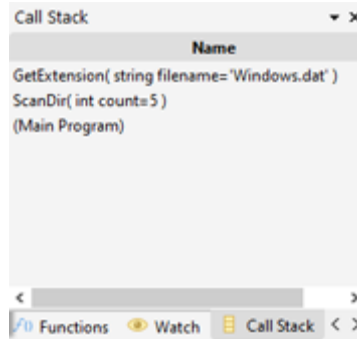 Call Stack
Name
GetExtension( string filename='Windows.dat' )
ScanDir( int count=5 )
(Main Program)
Functions Watch Call Stack